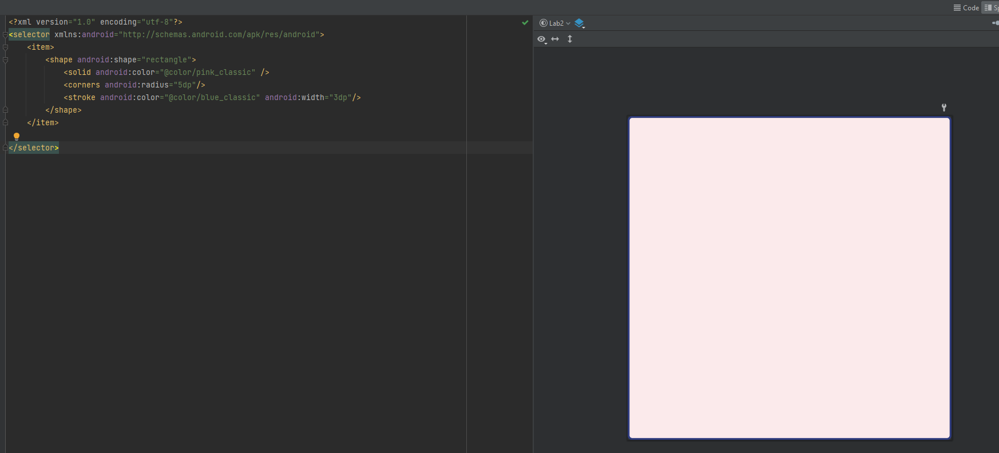 Code
Lab2
<?xml version="1.0" encoding="utf-8"?>
<selector xmlns:android="http://schemas.android.com/apk/res/android">
    <item>
        <shape android:shape="rectangle">
            <solid android:color="@color/pink_classic" />
            <corners android:radius="5dp"/>
            <stroke android:color="@color/blue_classic" android:width="3dp"/>
        </shape>
    </item>
</selector>